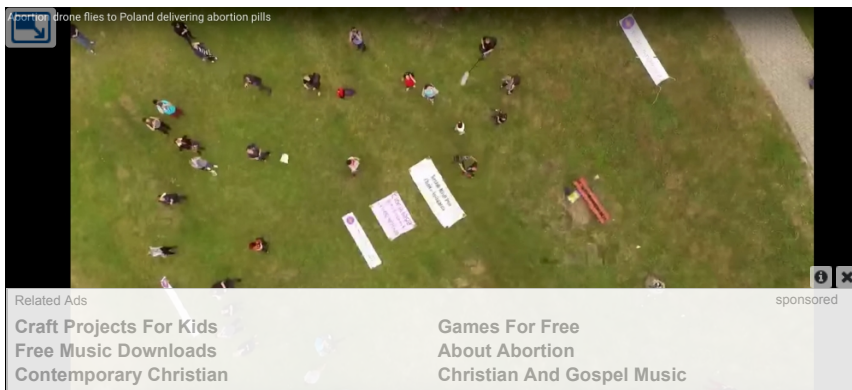 Abortion drone flies to Poland delivering abortion pills
Related Ads
sponsored
Craft Projects For Kids
Games For Free
Free Music Downloads
About Abortion
Contemporary Christian
Christian And Gospel Music